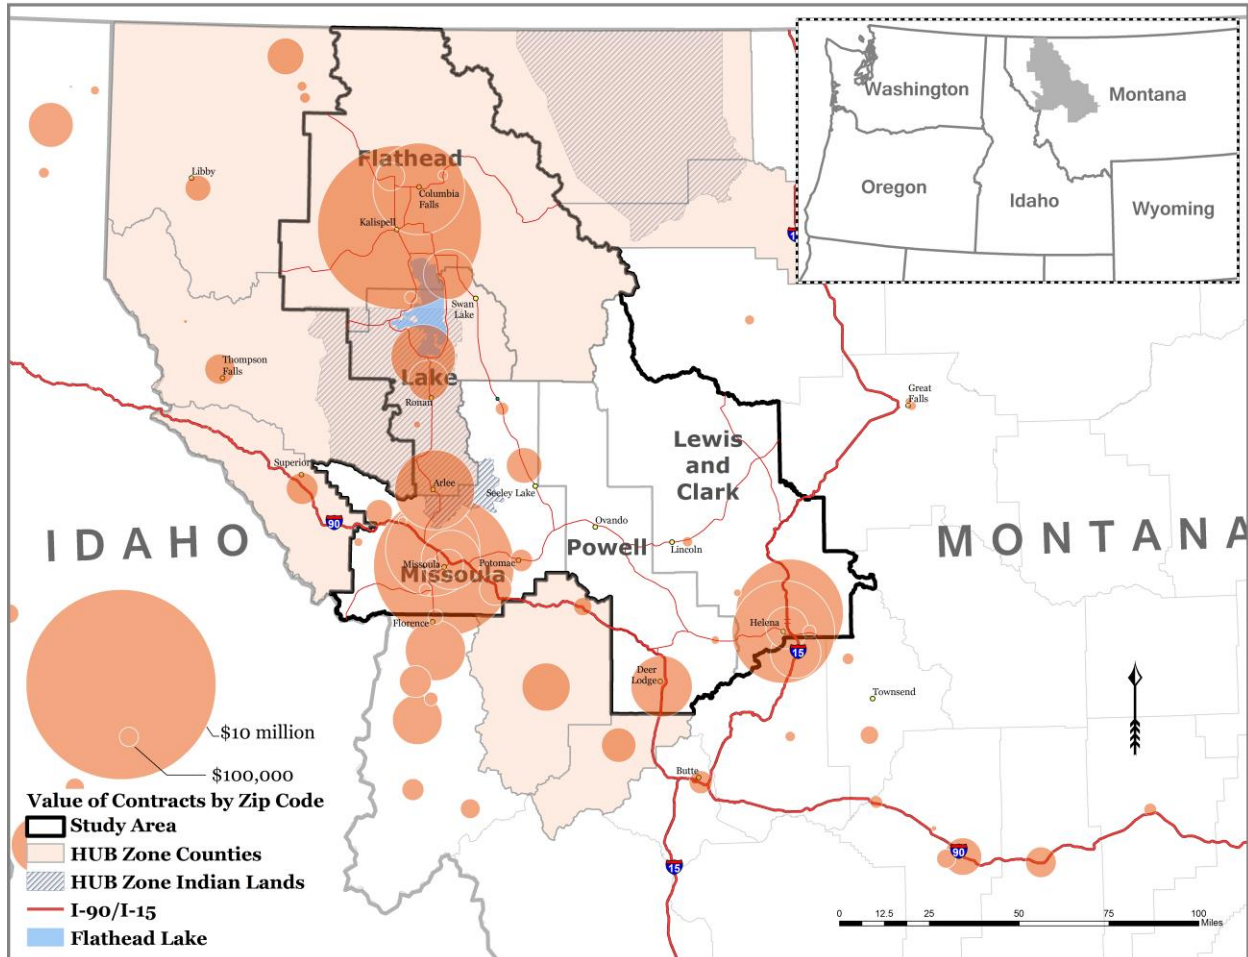 Washington
Montana
Oregon
Idaho
Wyoming
Flathead
Libby
Columbia
Falls
Kalispell
Swan
Lake
Thompson
Falls
Lake
Ronan
Great
Falls
Lewis
and
Clark
Superior
Arlee
Seeley Lake
90
IDAHO
Ovando
Powell
Lincoln
MONTANA
Missoula
Potomac
Missoula
Florence
Helena
15
Deer
Lodge
Townsend
$10 million
$100,000
Butte
Value of Contracts by Zip Code
Study Area
HUB Zone Counties
HUB Zone Indian Lands
I-90/I-15
Flathead Lake
15
90
0 12.5 25 50 75 100
Miles